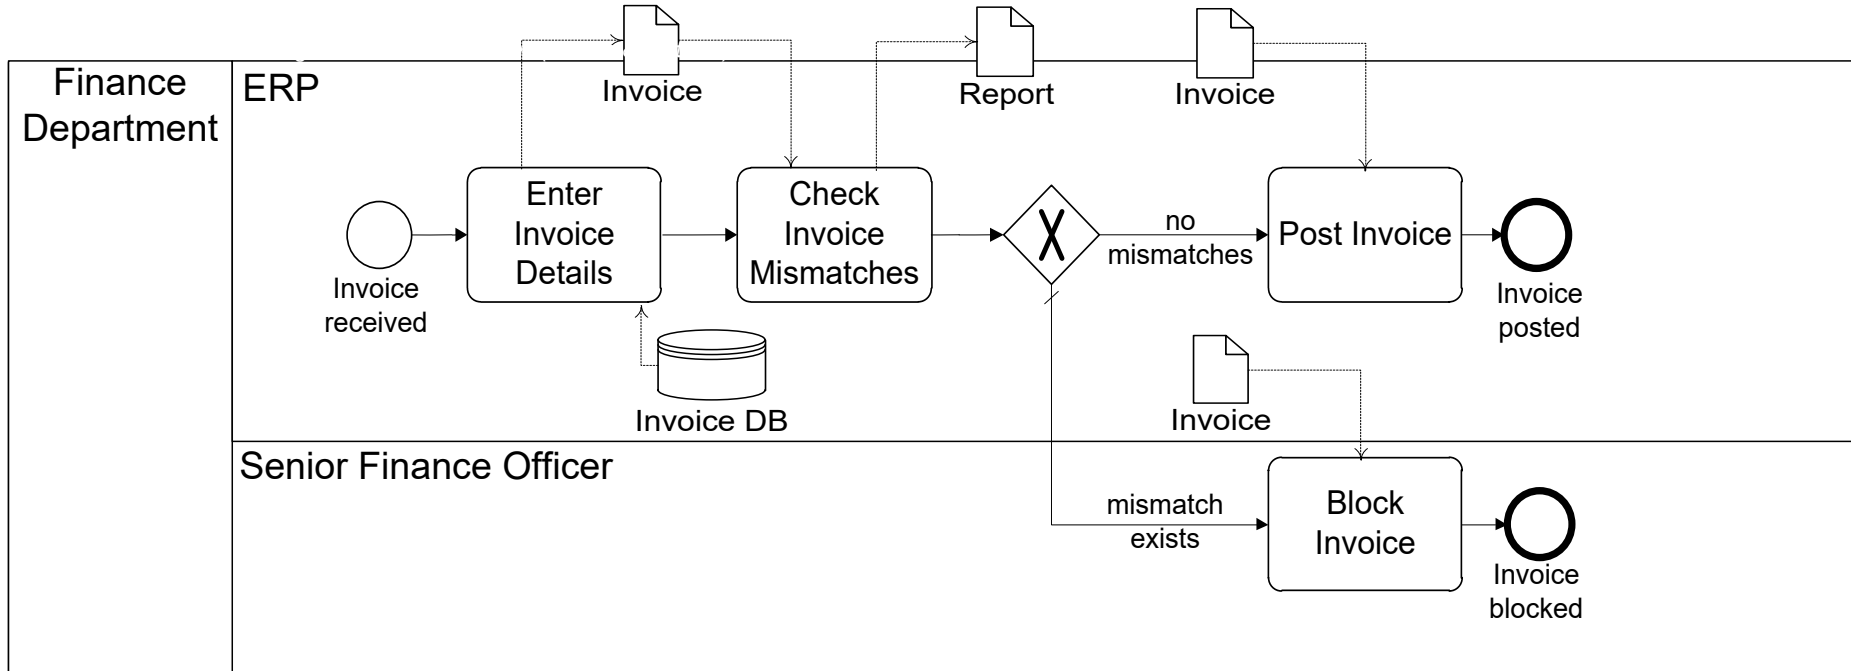 Finance
Department
ERP
Invoice
Report
Invoice
Enter
Invoice
Details
Check
Invoice
Mismatches
no
mismatches
Post Invoice
Invoice
received
Invoice
posted
Invoice DB
Invoice
Senior Finance Officer
mismatch
exists
Block
Invoice
Invoice
blocked